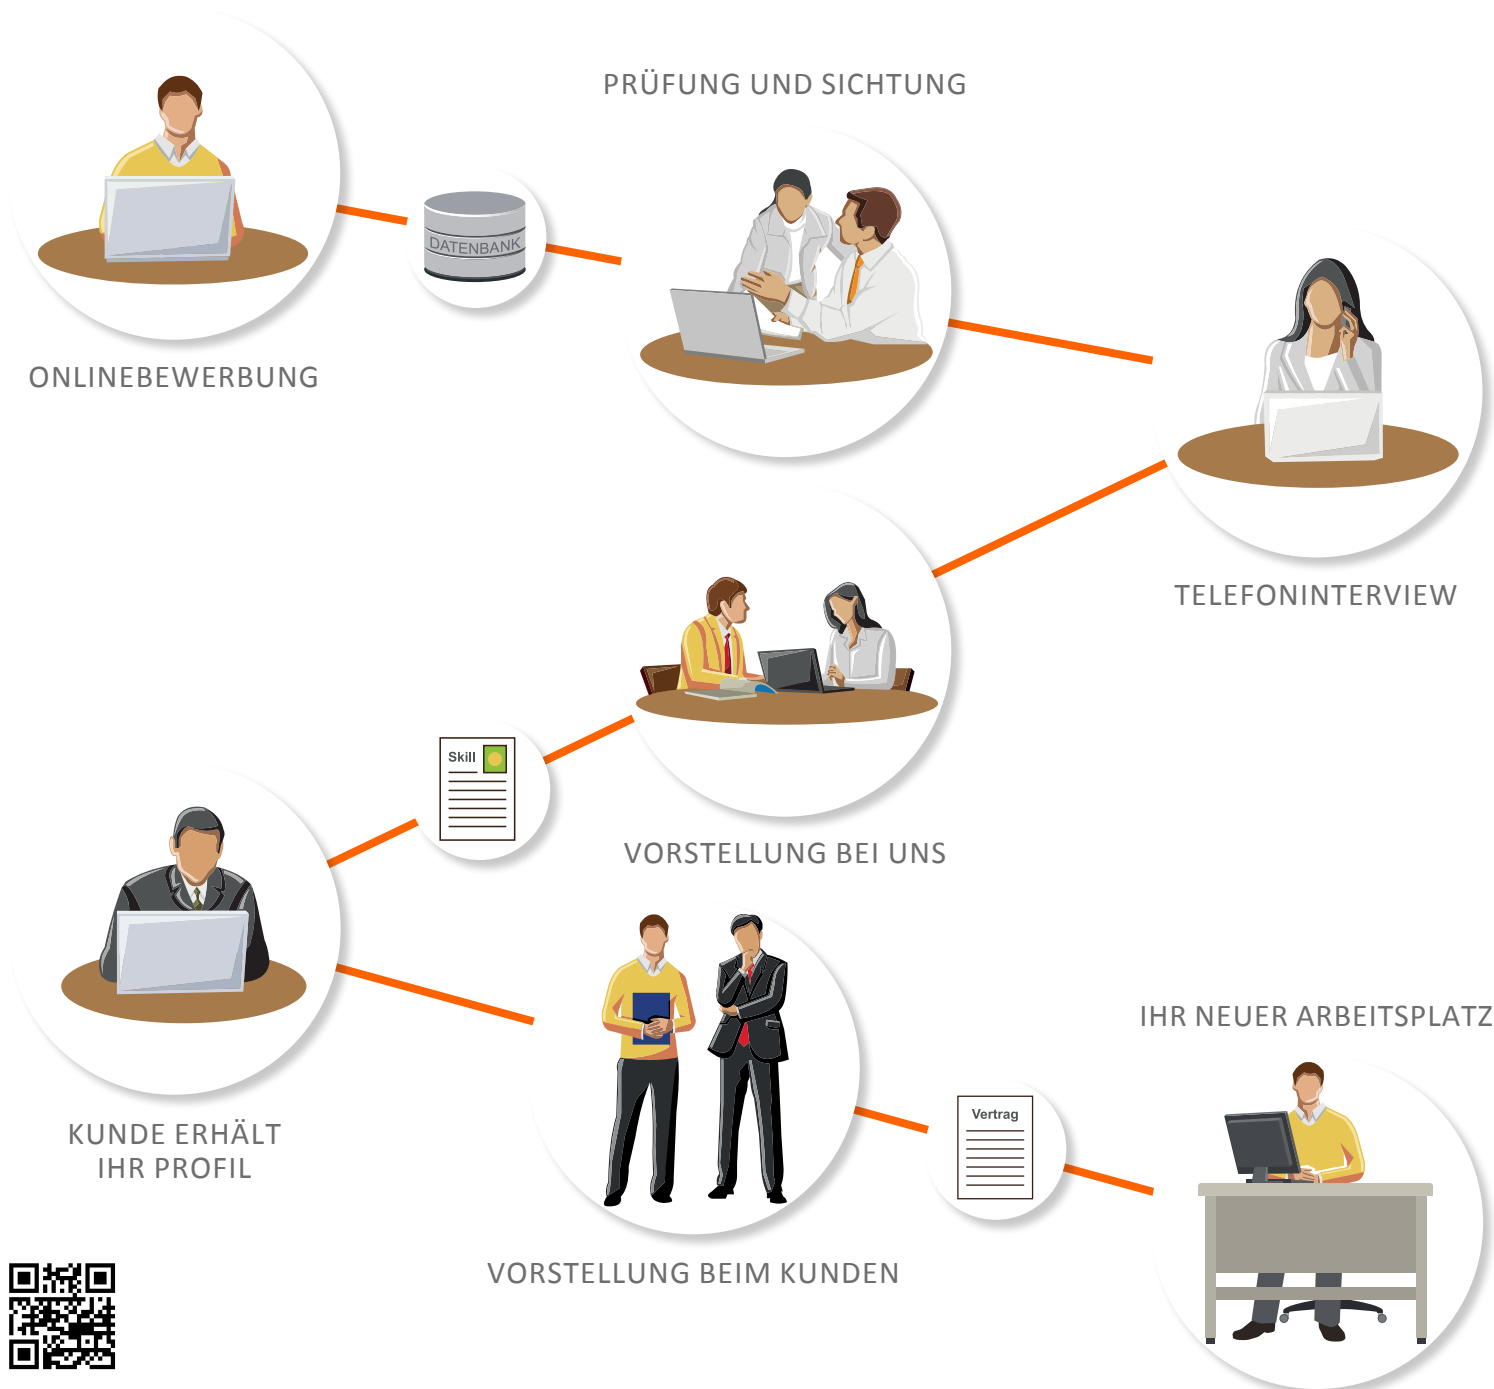 PRÜFUNG UND SICHTUNG
DATENBANK
ONLINEBEWERBUNG
TELEFONINTERVIEW
Skill
VORSTELLUNG BEI UNS
KUNDE ERHÄLT
IHR PROFIL
IHR NEUER ARBEITSPLATZ
Vertrag
VORSTELLUNG BEIM KUNDEN